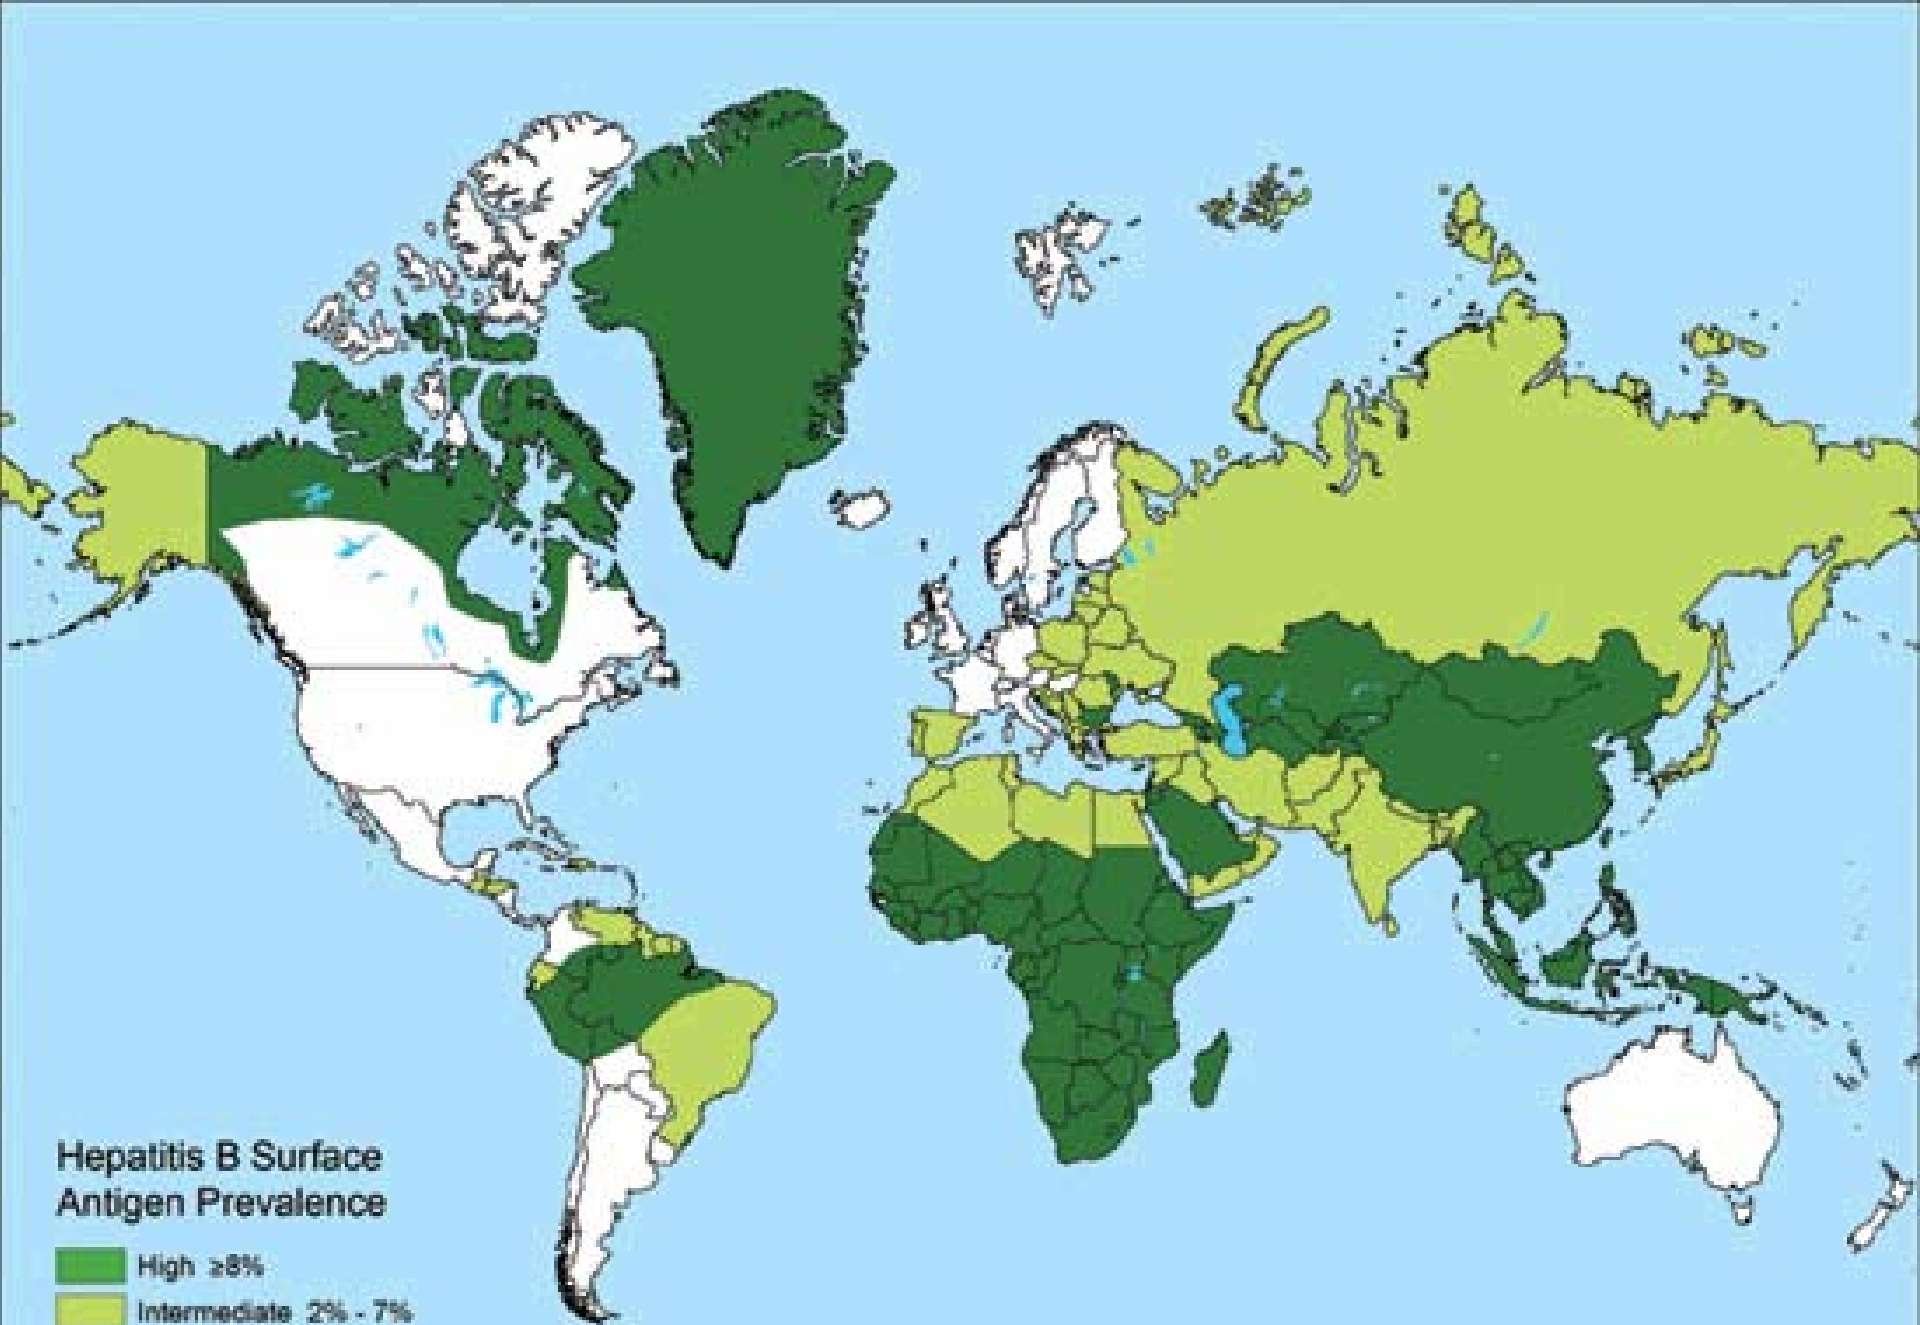 Hepatitis B Surface
Antigen Prevalence
High ≥8%
Intermediate 2% - 7%